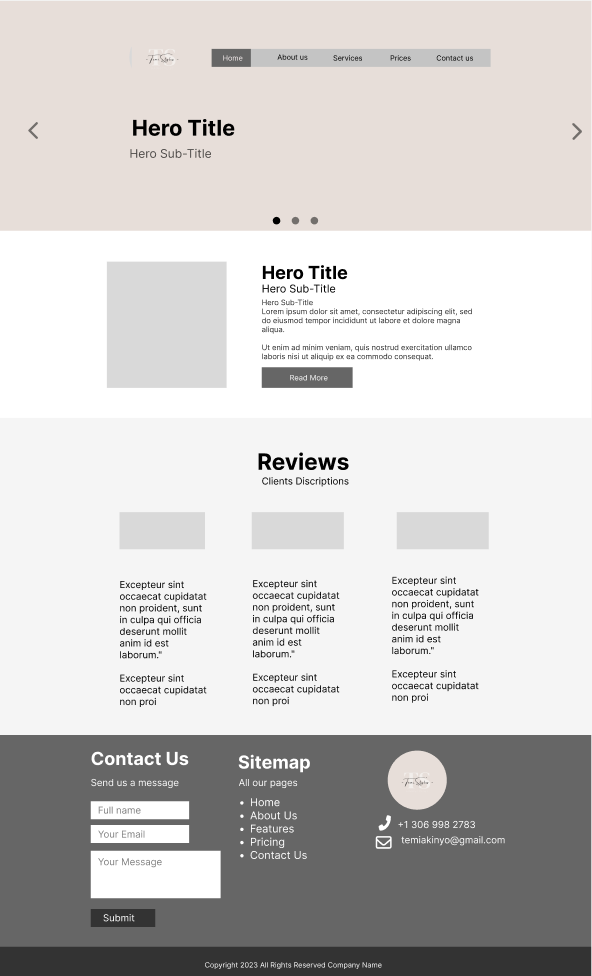 Home About us Services Prices Contact us
Hero Title
Hero Sub-Title
Hero Title
Hero Sub-Title
Hero Sub-Title
Lorem ipsum dolor sit amet, consectetur adipiscing elit, sed
do eiusmod tempor incididunt ut labore et dolore magna
aliqua.
Ut enim ad minim veniam, quis nostrud exercitation ullamco
laboris nisi ut aliquip ex ea commodo consequat.
Read More
Reviews
Clients Discriptions
Excepteur sint
occaecat cupidatat
non proident, sunt
in culpa qui officia
deserunt mollit
anim id est
laborum."
Excepteur sint
occaecat cupidatat
non proi
Excepteur sint
occaecat cupidatat
non proident, sunt
in culpa qui officia
deserunt mollit
anim id est
laborum."
Excepteur sint
occaecat cupidatat
non proi
Excepteur sint
occaecat cupidatat
non proident, sunt
in culpa qui officia
deserunt mollit
anim id est
laborum."
Excepteur sint
occaecat cupidatat
non proi
Contact Us
Send us a message
Full name
Your Email
Your Message
Submit
Sitemap
All our pages
• Home
• About Us
• Features
• Pricing
• Contact Us
+1 306 998 2783
temiakinyo@gmail.com
Copyright 2023 All Rights Reserved Company Name